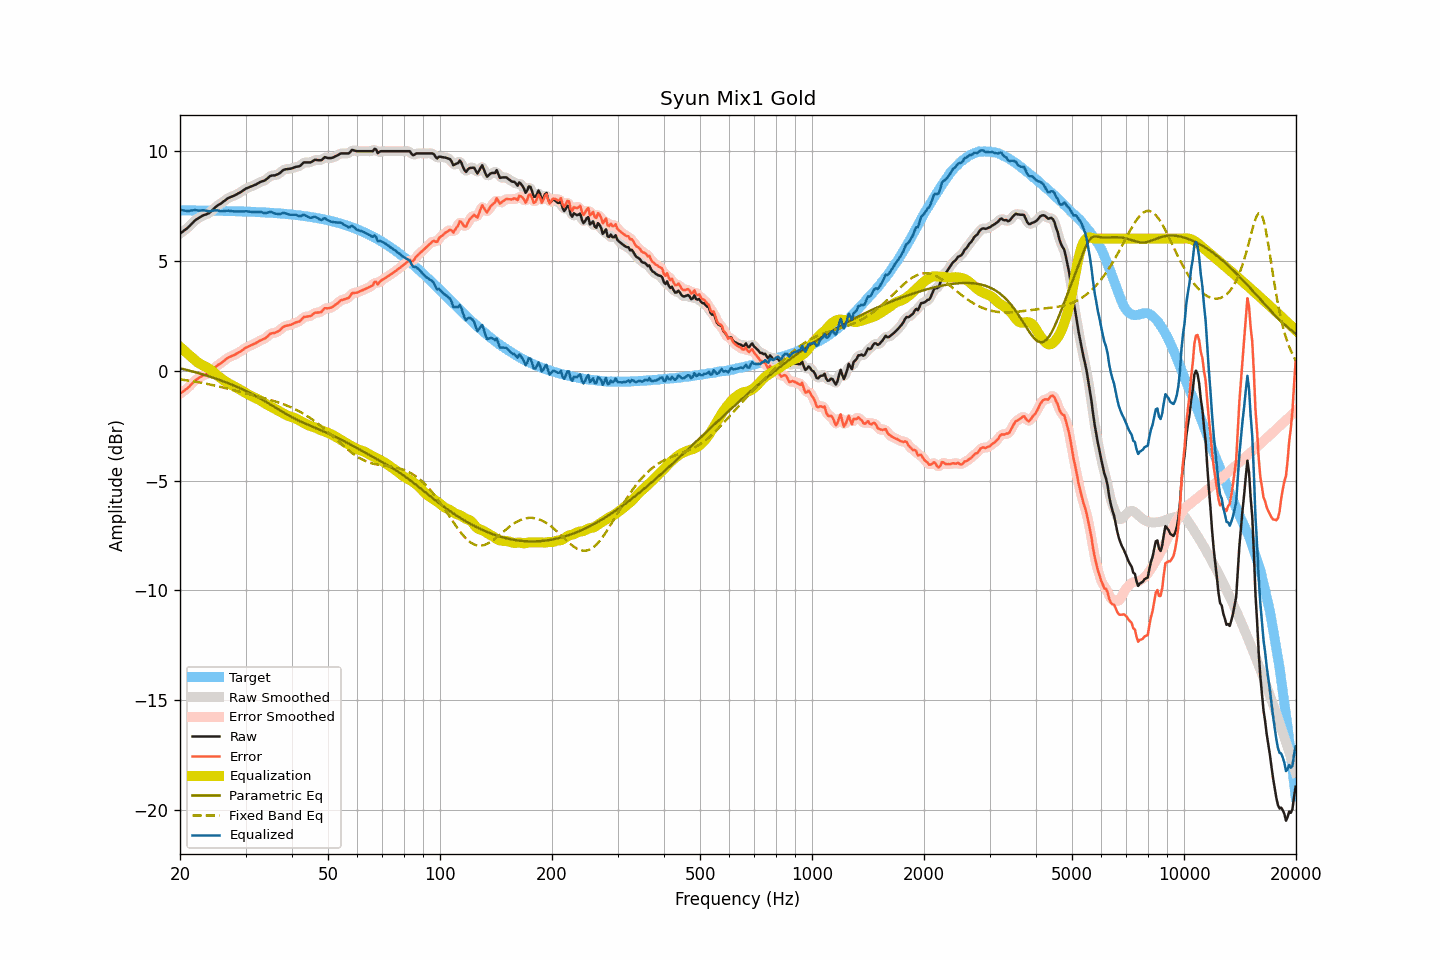 Syun Mix1 Gold
Amplitude (dBr)
10
5
0
−5
−10
−15
−20
Target
Raw Smoothed
Error Smoothed
Raw
Error
Equalization
Parametric Eq
Fixed Band Eq
Equalized
20 50 100 200 500 1000 2000 5000 10000 20000
Frequency (Hz)